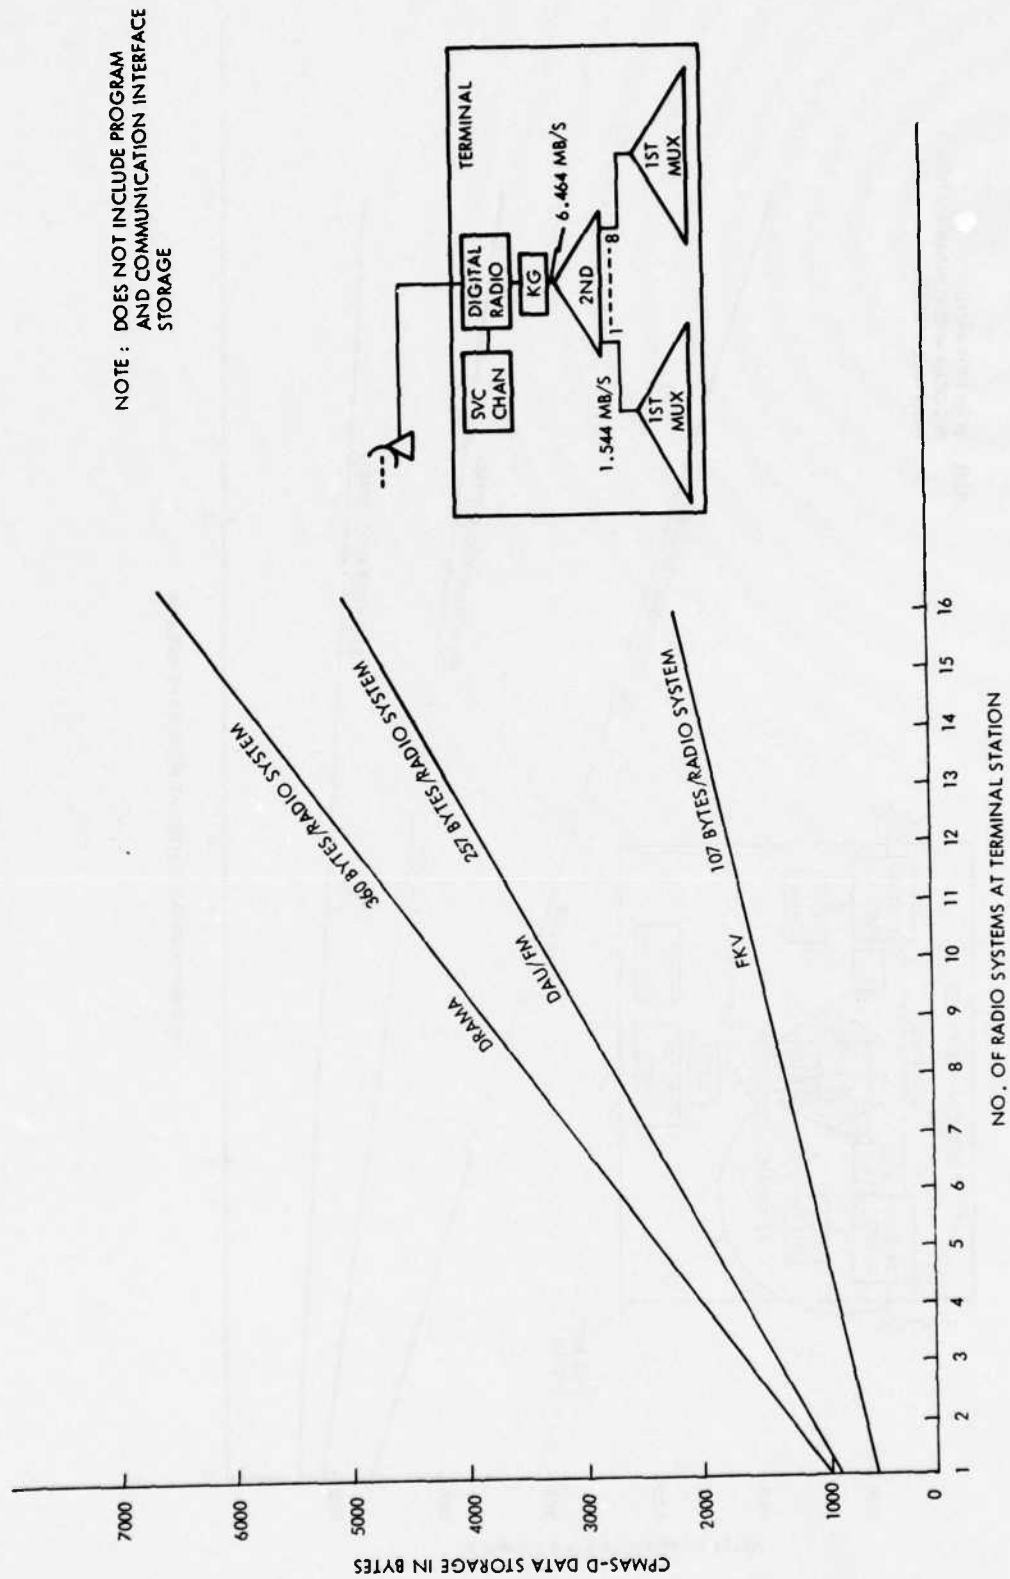 NOTE : DOES NOT INCLUDE PROGRAM
AND COMMUNICATION INTERFACE
STORAGE
TERMINAL
SVC
CHAN
DIGITAL
RADIO
KG
6.464 MB/S
2ND
1.544 MB/S
1-----8
1ST
MUX
1ST
MUX
CPMAS-D DATA STORAGE IN BYTES
7000
6000
5000
4000
3000
2000
1000
0
DRAMA
360 BYTES/RADIO SYSTEM
DAU/FM
257 BYTES/RADIO SYSTEM
FKV
107 BYTES/RADIO SYSTEM
1 2 3 4 5 6 7 8 9 10 11 12 13 14 15 16
NO. OF RADIO SYSTEMS AT TERMINAL STATION